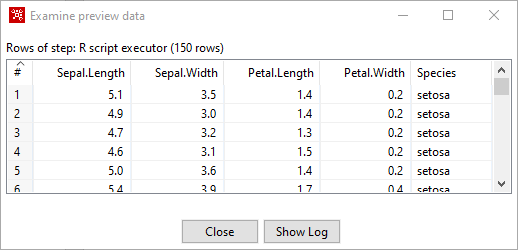 Examine preview data
Rows of step: R script executor (150 rows)
# Sepal.Length Sepal.Width Petal.Length Petal.Width Species
1 5.1 3.5 1.4 0.2 setosa
2 4.9 3.0 1.4 0.2 setosa
3 4.7 3.2 1.3 0.2 setosa
4 4.6 3.1 1.5 0.2 setosa
5 5.0 3.6 1.4 0.2 setosa
6 5.4 3.9 1.7 0.4 setosa
Close Show Log